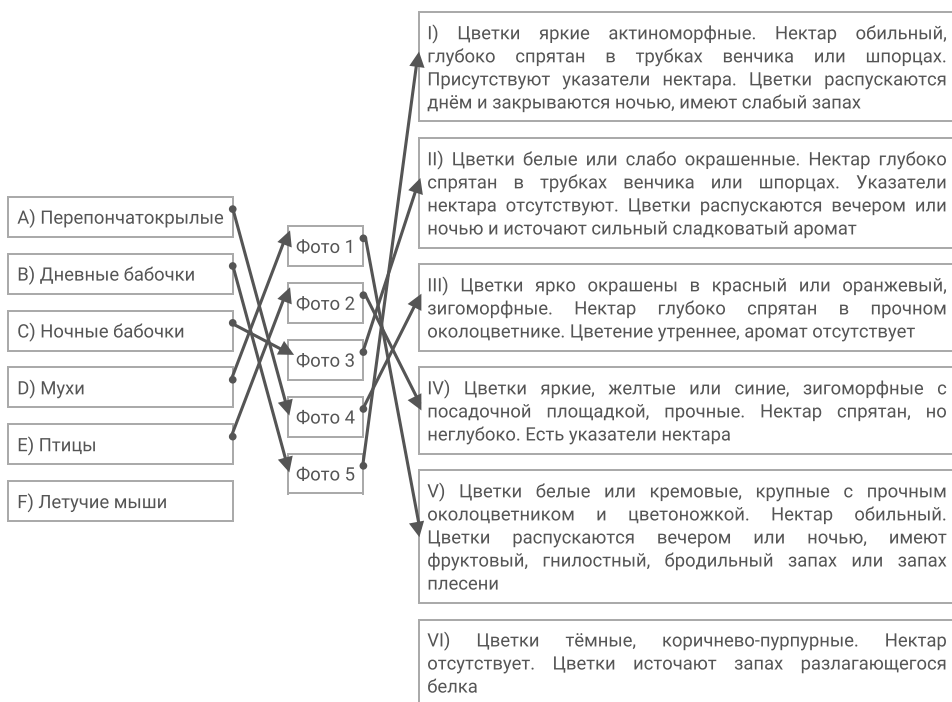 A) Перепончатокрылые
B) Дневные бабочки
C) Ночные бабочки
D) Мухи
E) Птицы
F) Летучие мыши
Фото 1
Фото 2
Фото 3
Фото 4
Фото 5
I) Цветки яркие актиноморфные. Нектар обильный,
глубоко спрятан в трубках венчика или шпорцах.
Присутствуют указатели нектара. Цветки распускаются
днём и закрываются ночью, имеют слабый запах
II) Цветки белые или слабо окрашенные. Нектар глубоко
спрятан в трубках венчика или шпорцах. Указатели
нектара отсутствуют. Цветки распускаются вечером или
ночью и источают сильный сладковатый аромат
III) Цветки ярко окрашены в красный или оранжевый,
зигоморфные. Нектар глубоко спрятан в прочном
околоцветнике. Цветение утреннее, аромат отсутствует
IV) Цветки яркие, желтые или синие, зигоморфные с
посадочной площадкой, прочные. Нектар спрятан, но
неглубоко. Есть указатели нектара
V) Цветки белые или кремовые, крупные с прочным
околоцветником и цветоножкой. Нектар обильный.
Цветки распускаются вечером или ночью, имеют
фруктовый, гнилостный, бродильный запах или запах
плесени
VI) Цветки тёмные, коричнево-пурпурные. Нектар
отсутствует. Цветки источают запах разлагающегося
белка